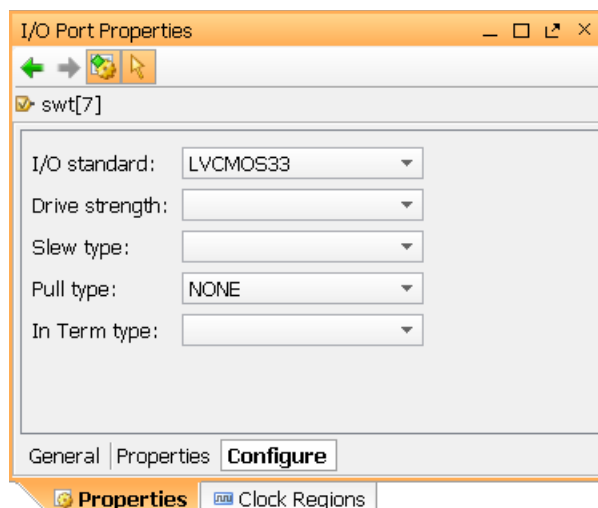 I/O Port Properties
swt[7]
I/O standard: LVCMOS33
Drive strength:
Slew type:
Pull type: NONE
In Term type:
General Properties Configure
Properties Clock Regions